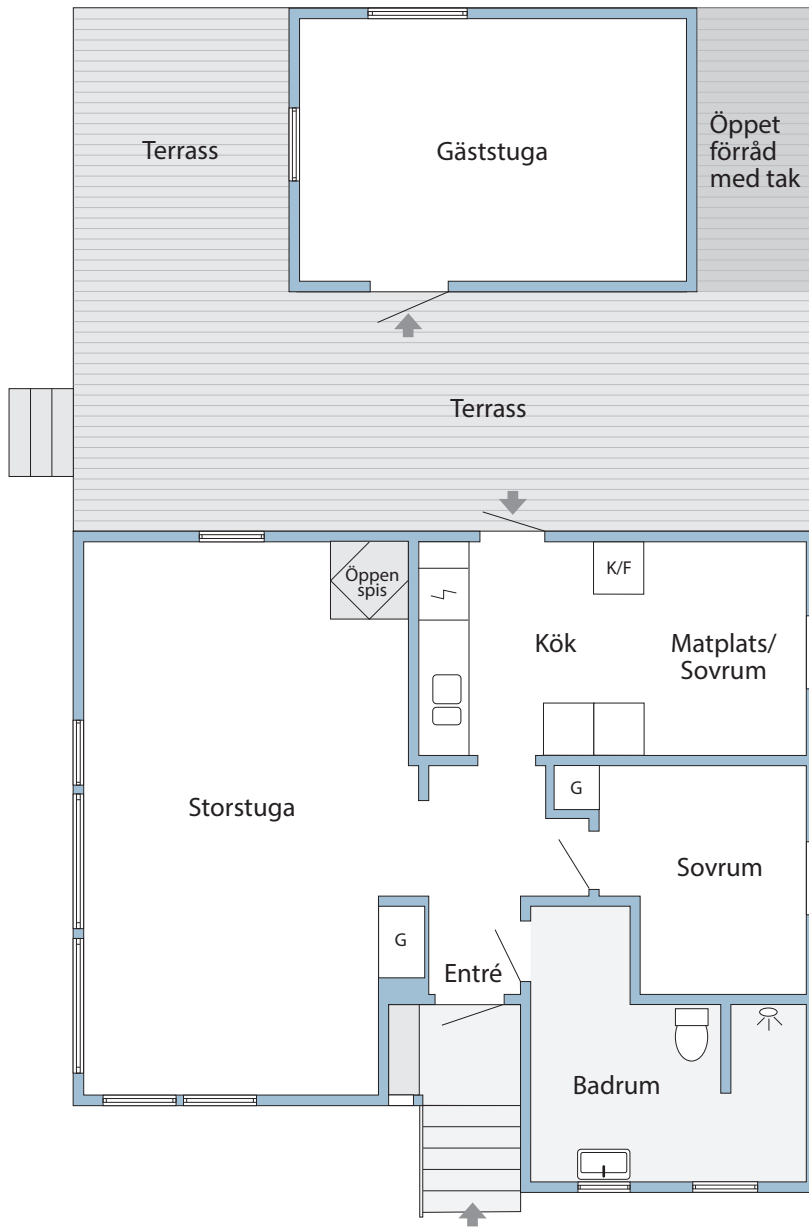 Terrass
Gäststuga
Öppet
förråd
med tak
Terrass
Öppen
spis
K/F
Kök
Matplats/
Sovrum
Storstuga
G
Sovrum
G
Entré
Badrum